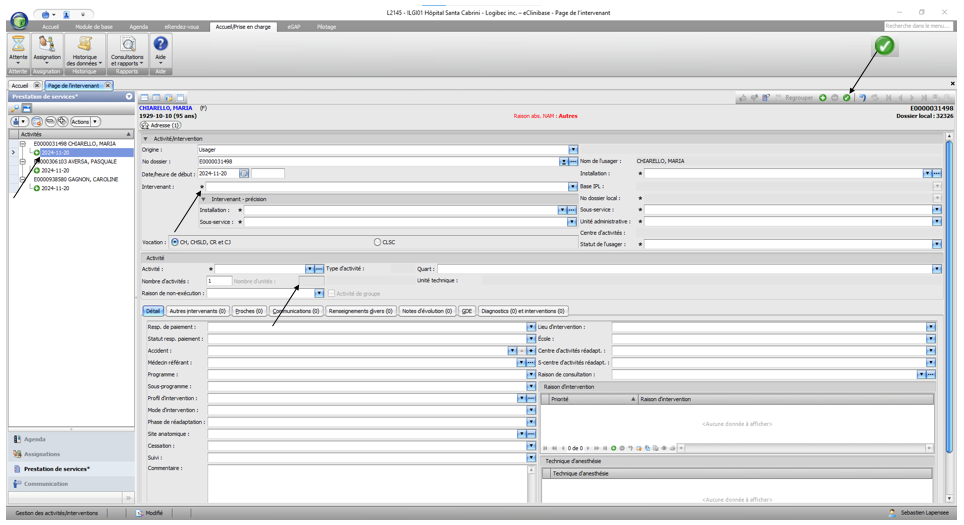 L2145 - ILGI01 Hôpital Santa Cabrini - Logibec inc. – eClinibase - Page de l'intervenant
Accueil Module de base Agenda eRendez-vous Accueil/Prise en charge eGAP Pilotage
Recherche dans le menu...
Attente Assignation Historique des données Consultations et rapports Aide
Attente Assignation Historique Rapports Aide
Accueil Page de l'intervenant
Prestation de services*
Actions
Activités
E0000031498 CHIARELLO, MARIA
2024-11-20
E0000306103 AVERSA, PASQUALE
2024-11-20
E0000938580 GAGNON, CAROLINE
2024-11-20
Agenda
Assignations
Prestation de services*
Communication
Regrouper
CHIARELLO, MARIA (F)
E0000031498
1929-10-10 (95 ans)
Raison abs. NAM : Autres
Dossier local : 32326
Adresse (1)
Activité/Intervention
Origine : Usager
No dossier : E0000031498
Nom de l'usager : CHIARELLO, MARIA
Date/heure de début : 2024-11-20
Installation : *
Intervenant : *
Base IPL :
Intervenant - précision
No dossier local : *
Installation : *
Sous-service : *
Sous-service : *
Unité administrative : *
Centre d'activités :
Vocation : CH, CHSLD, CR et CJ CLSC
Statut de l'usager : *
Activité
Activité : * Type d'activité : Quart :
Nombre d'activités : 1 Nombre d'unités : Unité technique :
Raison de non-exécution : Activité de groupe
Détail Autres intervenants (0) Proches (0) Communications (0) Renseignements divers (0) Notes d'évolution (0) GDE Diagnostics (0) et interventions (0)
Resp. de paiement :
Lieu d'intervention :
Statut resp. paiement :
École :
Accident :
Centre d'activités réadapt. :
Médecin référant :
S-centre d'activités réadapt. :
Programme :
Raison de consultation :
Sous-programme :
Raison d'intervention
Profil d'intervention :
Priorité Raison d'intervention
Mode d'intervention :
Phase de réadaptation :
<Aucune donnée à afficher>
Site anatomique :
Cessation :
0 de 0
Suivi :
Technique d'anesthésie
Commentaire :
Technique d'anesthésie
<Aucune donnée à afficher>
Gestion des activités/interventions Modifié Sebastien Laperisee